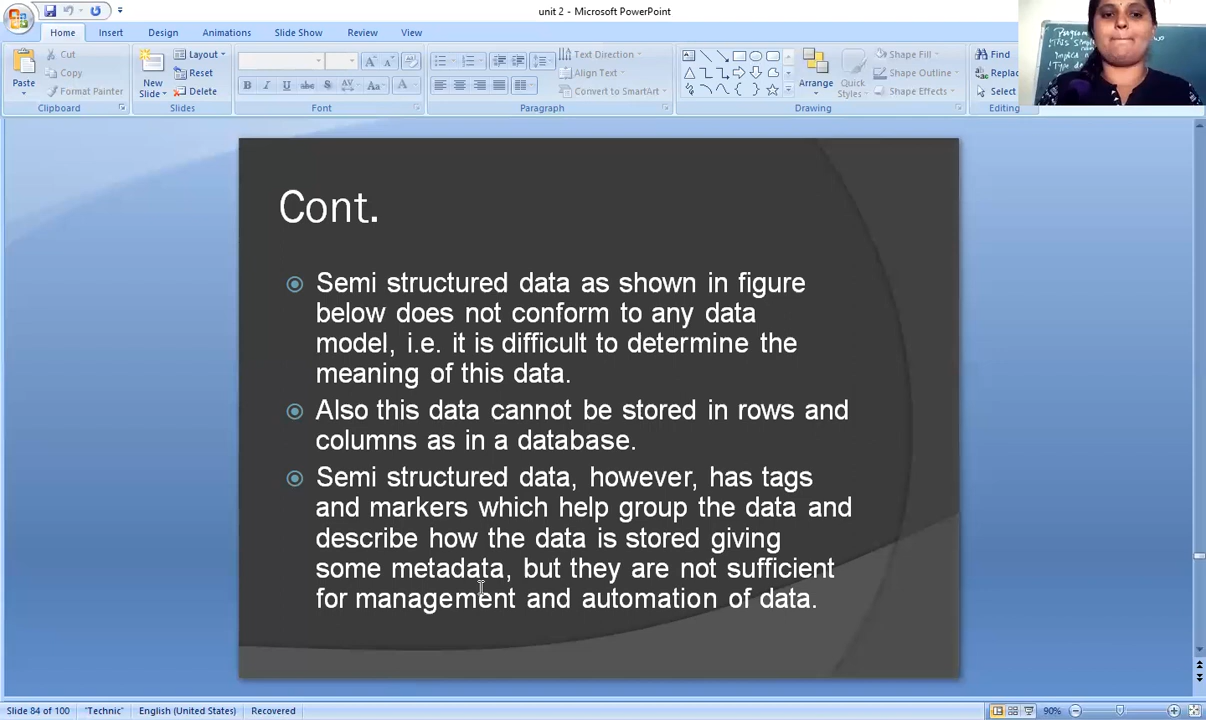 unit 2 - Microsoft PowerPoint
Home Insert Design Animations Slide Show Review View
Paste
Cut
Copy
Format Painter
Clipboard
New Slide
Layout
Reset
Delete
Slides
B I U abc S AV Aa A
Font
Text Direction
Align Text
Convert to SmartArt
Paragraph
Arrange
Quick Styles
Shape Fill
Shape Outline
Shape Effects
Drawing
Find
Replac
Select
Editing
Cont.
Semi structured data as shown in figure
below does not conform to any data
model, i.e. it is difficult to determine the
meaning of this data.
Also this data cannot be stored in rows and
columns as in a database.
Semi structured data, however, has tags
and markers which help group the data and
describe how the data is stored giving
some metadata, but they are not sufficient
for management and automation of data.
Slide 84 of 100 "Technic" English (United States) Recovered 90%